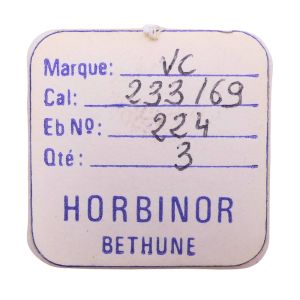 Marque: VC
Cal: 233/69
Eb Nº: 224
Qté: 3
HORBINOR
BETHUNE